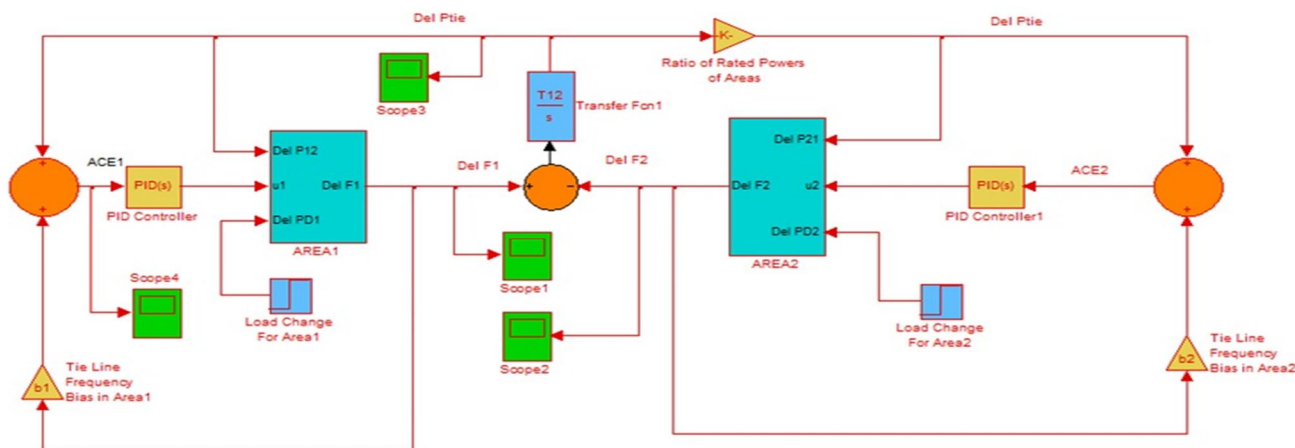 Del Ptie
Del Ptie
-K-
Ratio of Rated Powers
of Areas
Scope3
T12
s
Transfer Fcn1
ACE1
PID(s)
PID Controller
Del P12
u1
Del F1
Del PD1
AREA1
Del F1
Del F2
Del P21
Del F2
u2
Del PD2
AREA2
PID(s)
PID Controller1
ACE2
Scope4
Load Change
For Area1
Scope1
Scope2
Load Change
For Area2
b1
Tie Line
Frequency
Bias in Area1
b2
Tie Line
Frequency
Bias in Area2